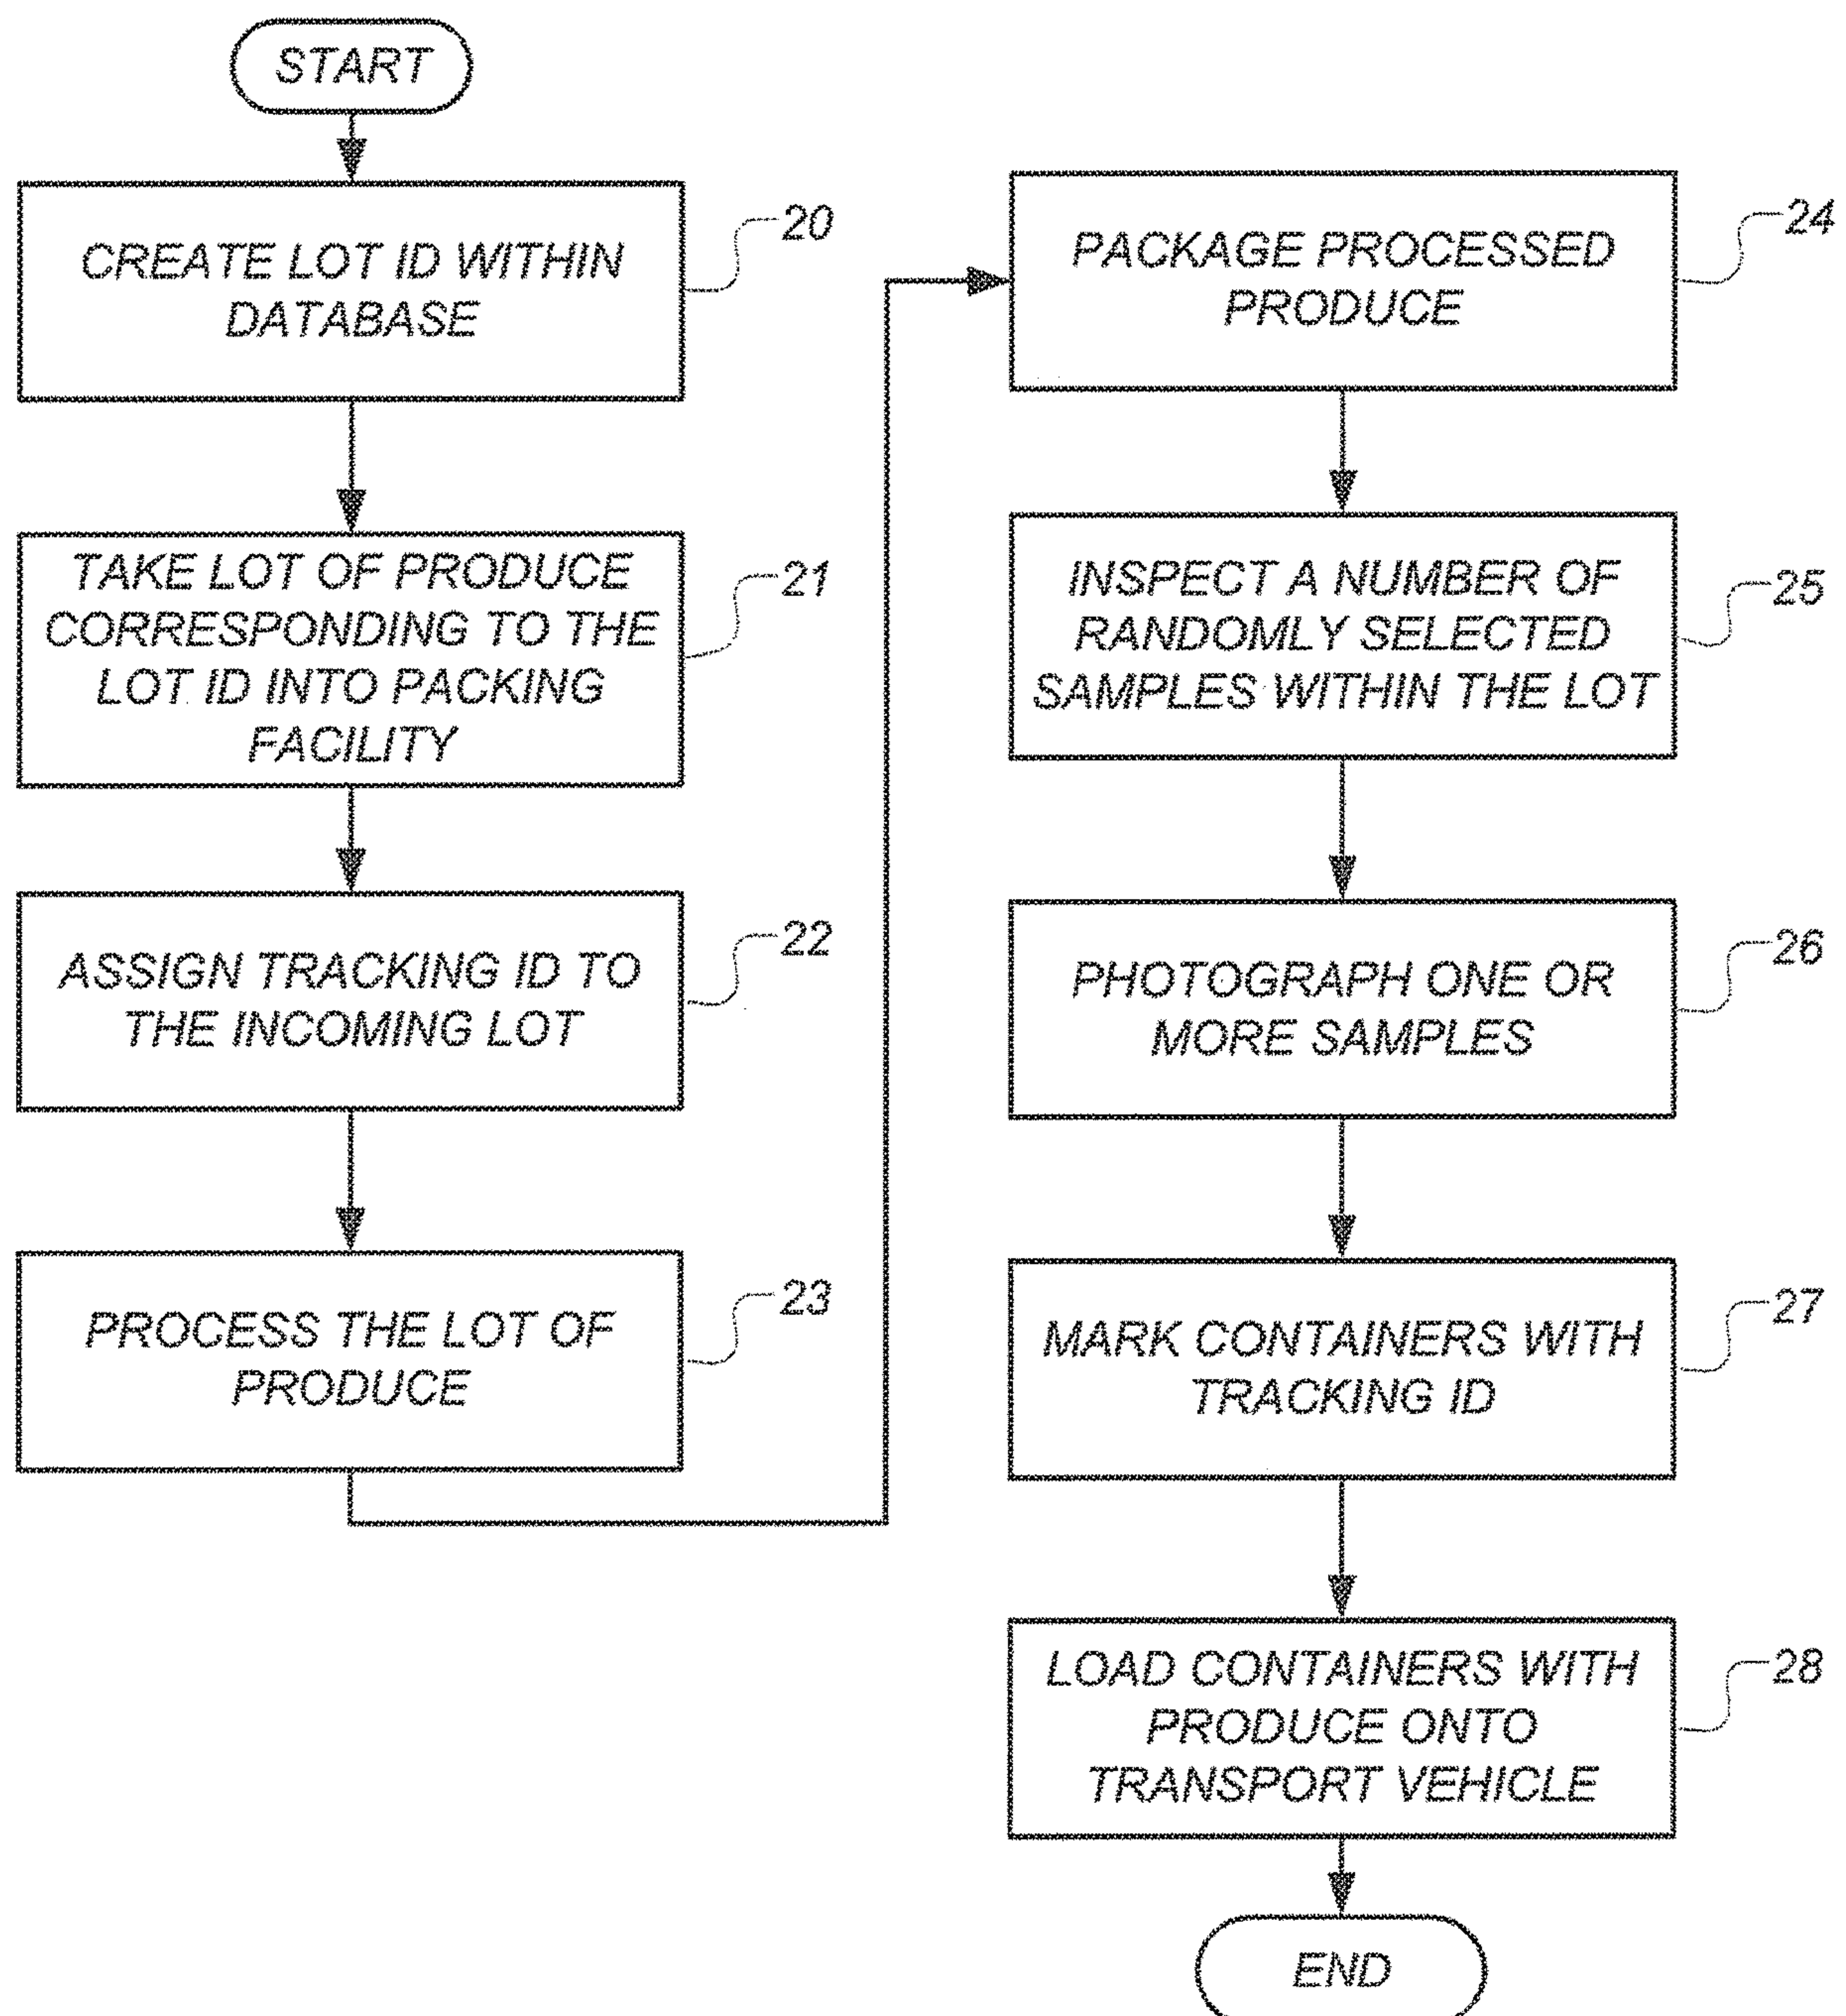 START
CREATE LOT ID WITHIN
DATABASE
20
TAKE LOT OF PRODUCE
CORRESPONDING TO THE
LOT ID INTO PACKING
FACILITY
21
ASSIGN TRACKING ID TO
THE INCOMING LOT
22
PROCESS THE LOT OF
PRODUCE
23
PACKAGE PROCESSED
PRODUCE
24
INSPECT A NUMBER OF
RANDOMLY SELECTED
SAMPLES WITHIN THE LOT
25
PHOTOGRAPH ONE OR
MORE SAMPLES
26
MARK CONTAINERS WITH
TRACKING ID
27
LOAD CONTAINERS WITH
PRODUCE ONTO
TRANSPORT VEHICLE
28
END